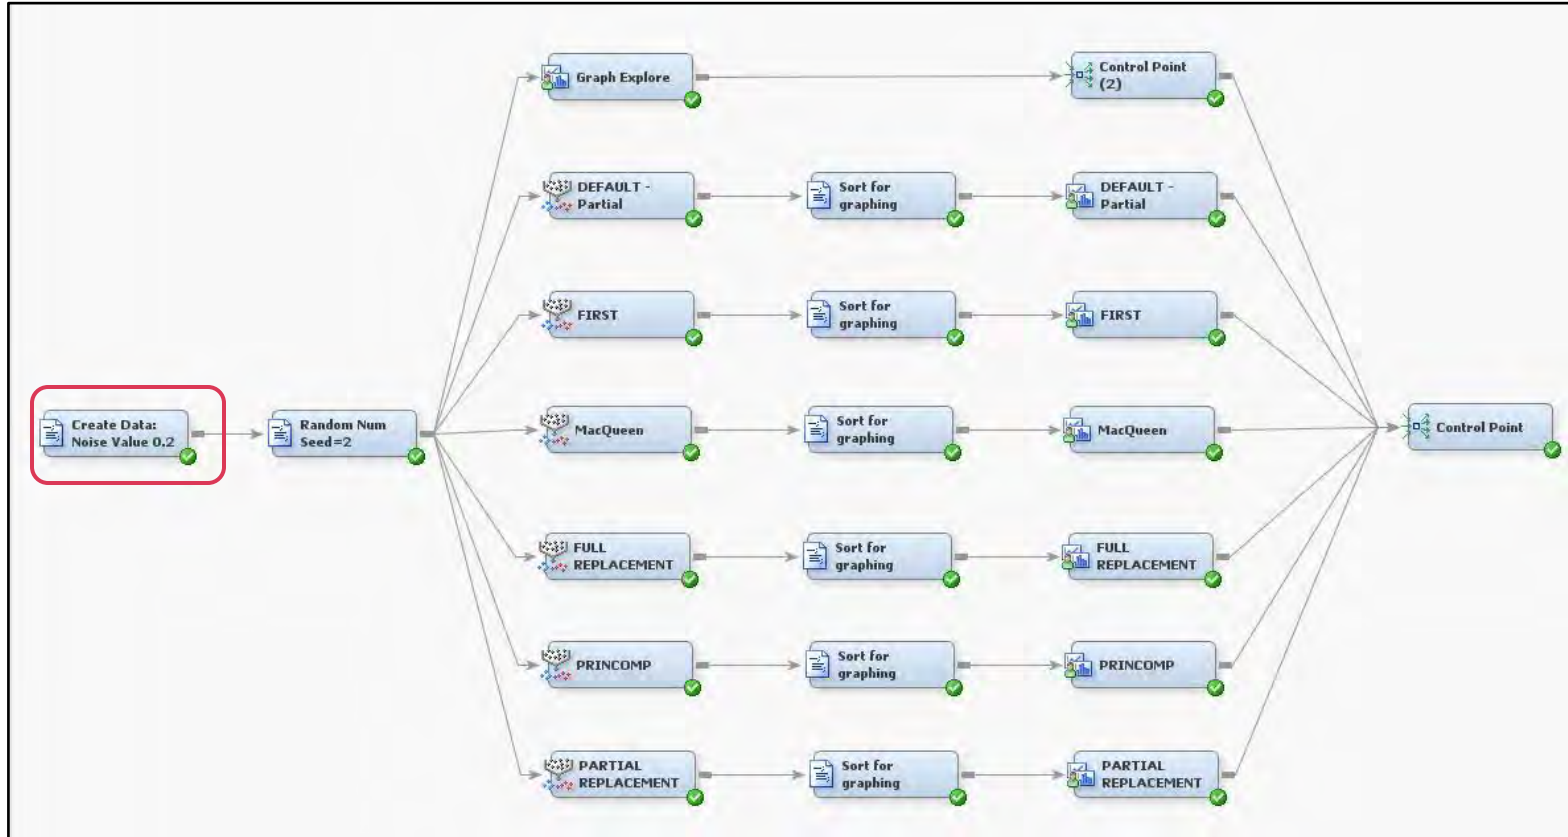 Graph Explore
Control Point
(2)
DEFAULT -
Partial
Sort for
graphing
DEFAULT -
Partial
FIRST
Sort for
graphing
FIRST
Create Data:
Noise Value 0.2
Random Num
Seed=2
MacQueen
Sort for
graphing
MacQueen
Control Point
FULL
REPLACEMENT
Sort for
graphing
FULL
REPLACEMENT
PRINCOMP
Sort for
graphing
PRINCOMP
PARTIAL
REPLACEMENT
Sort for
graphing
PARTIAL
REPLACEMENT